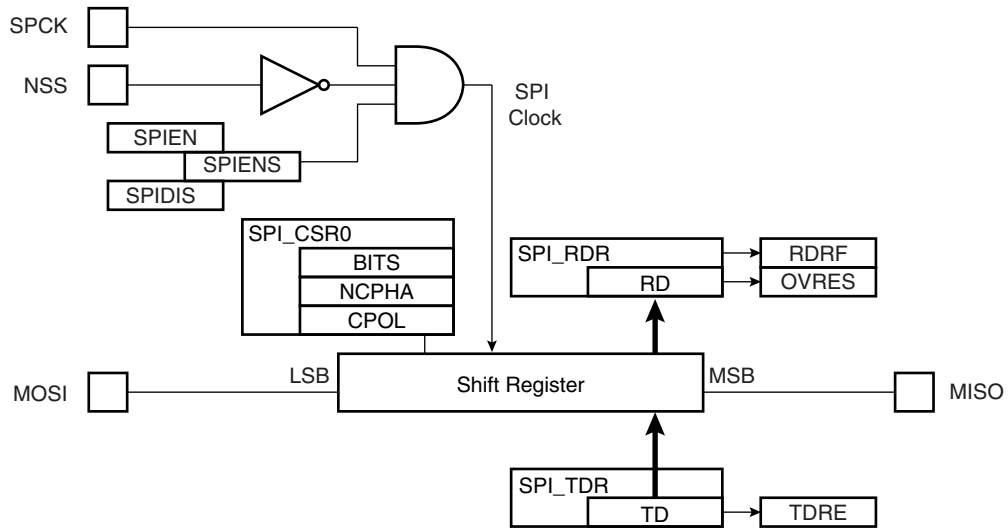 SPCK
NSS
SPI
Clock
SPIEN
SPIENS
SPIDIS
SPI_CSR0
BITS
NCPHA
CPOL
SPI_RDR
RD
RDRF
OVRES
MOSI
LSB
Shift Register
MSB
MISO
SPI_TDR
TD
TDRE